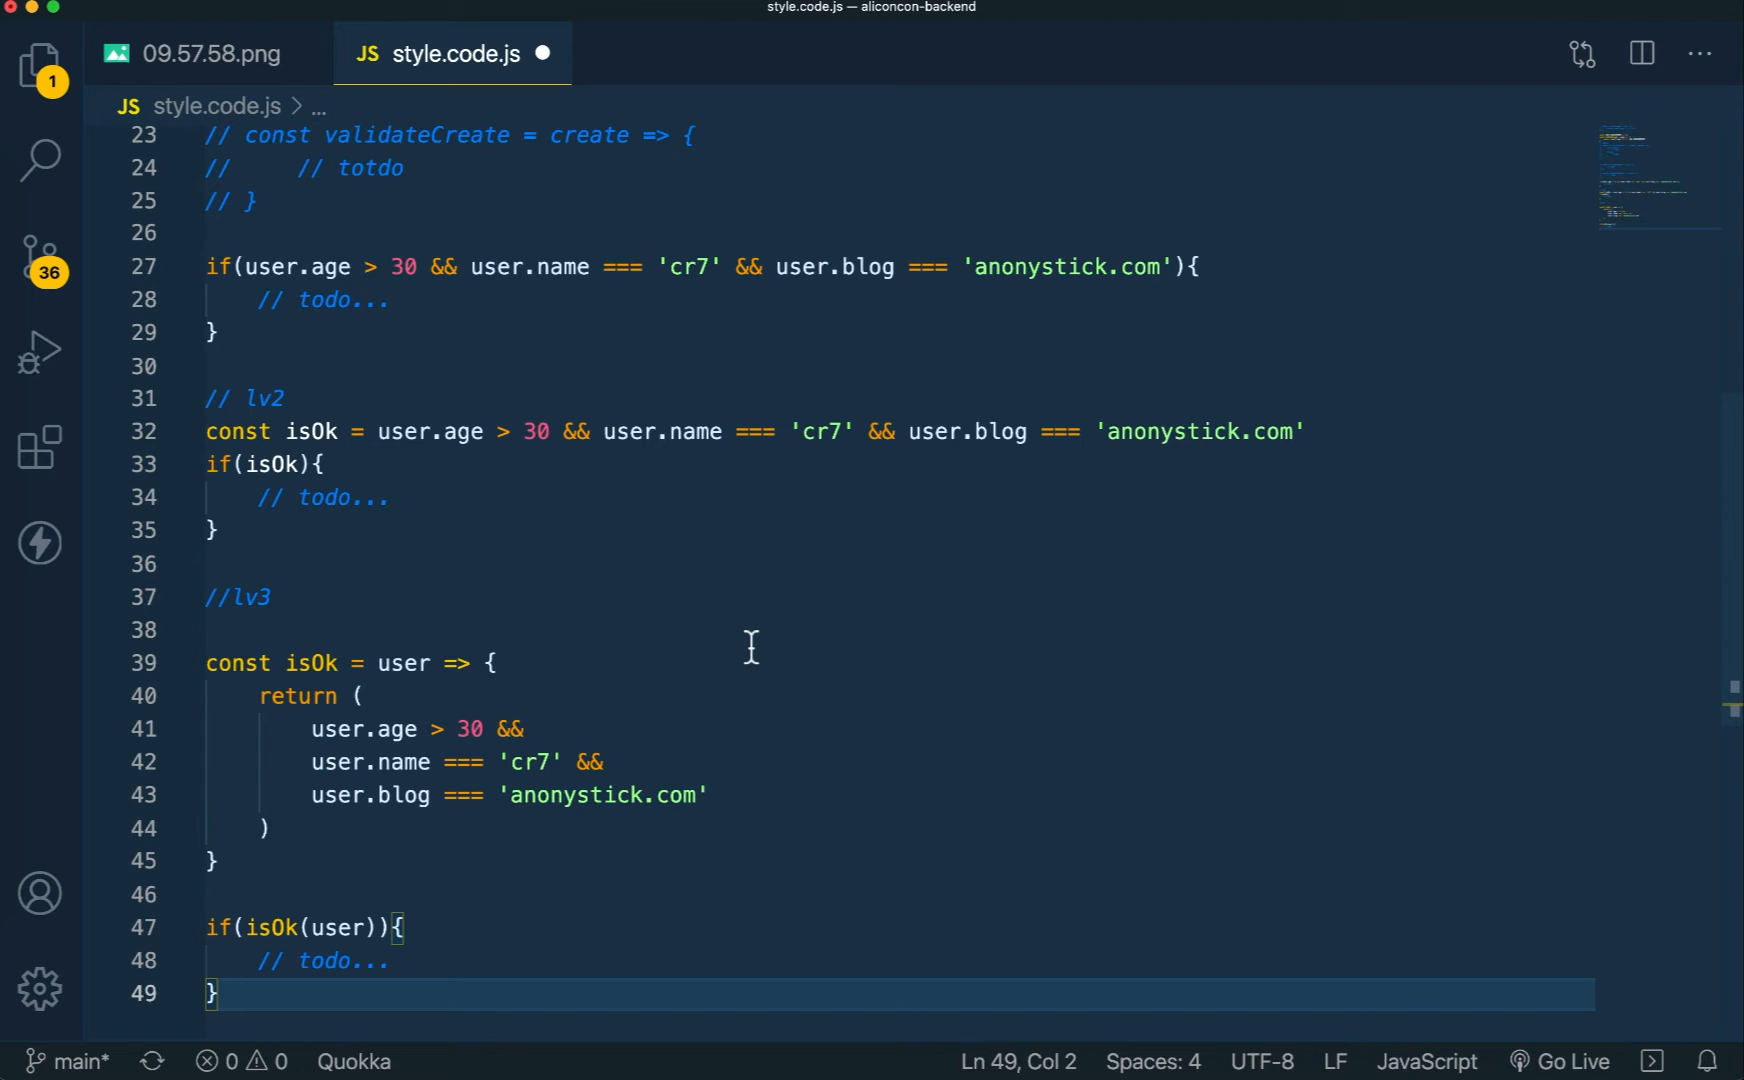 style.code.js — aliconcon-backend
09.57.58.png
JS style.code.js
1
JS style.code.js > ...
23 // const validateCreate = create => {
24 //     // totdo
25 // }
26
27 if(user.age > 30 && user.name === 'cr7' && user.blog === 'anonystick.com'){
28     // todo...
29 }
30
31 // lv2
32 const isOk = user.age > 30 && user.name === 'cr7' && user.blog === 'anonystick.com'
33 if(isOk){
34     // todo...
35 }
36
37 //lv3
38
39 const isOk = user => {
40     return (
41         user.age > 30 &&
42         user.name === 'cr7' &&
43         user.blog === 'anonystick.com'
44     )
45 }
46
47 if(isOk(user)){
48     // todo...
49 }
36
main* 0 0 Quokka Ln 49, Col 2 Spaces: 4 UTF-8 LF JavaScript Go Live